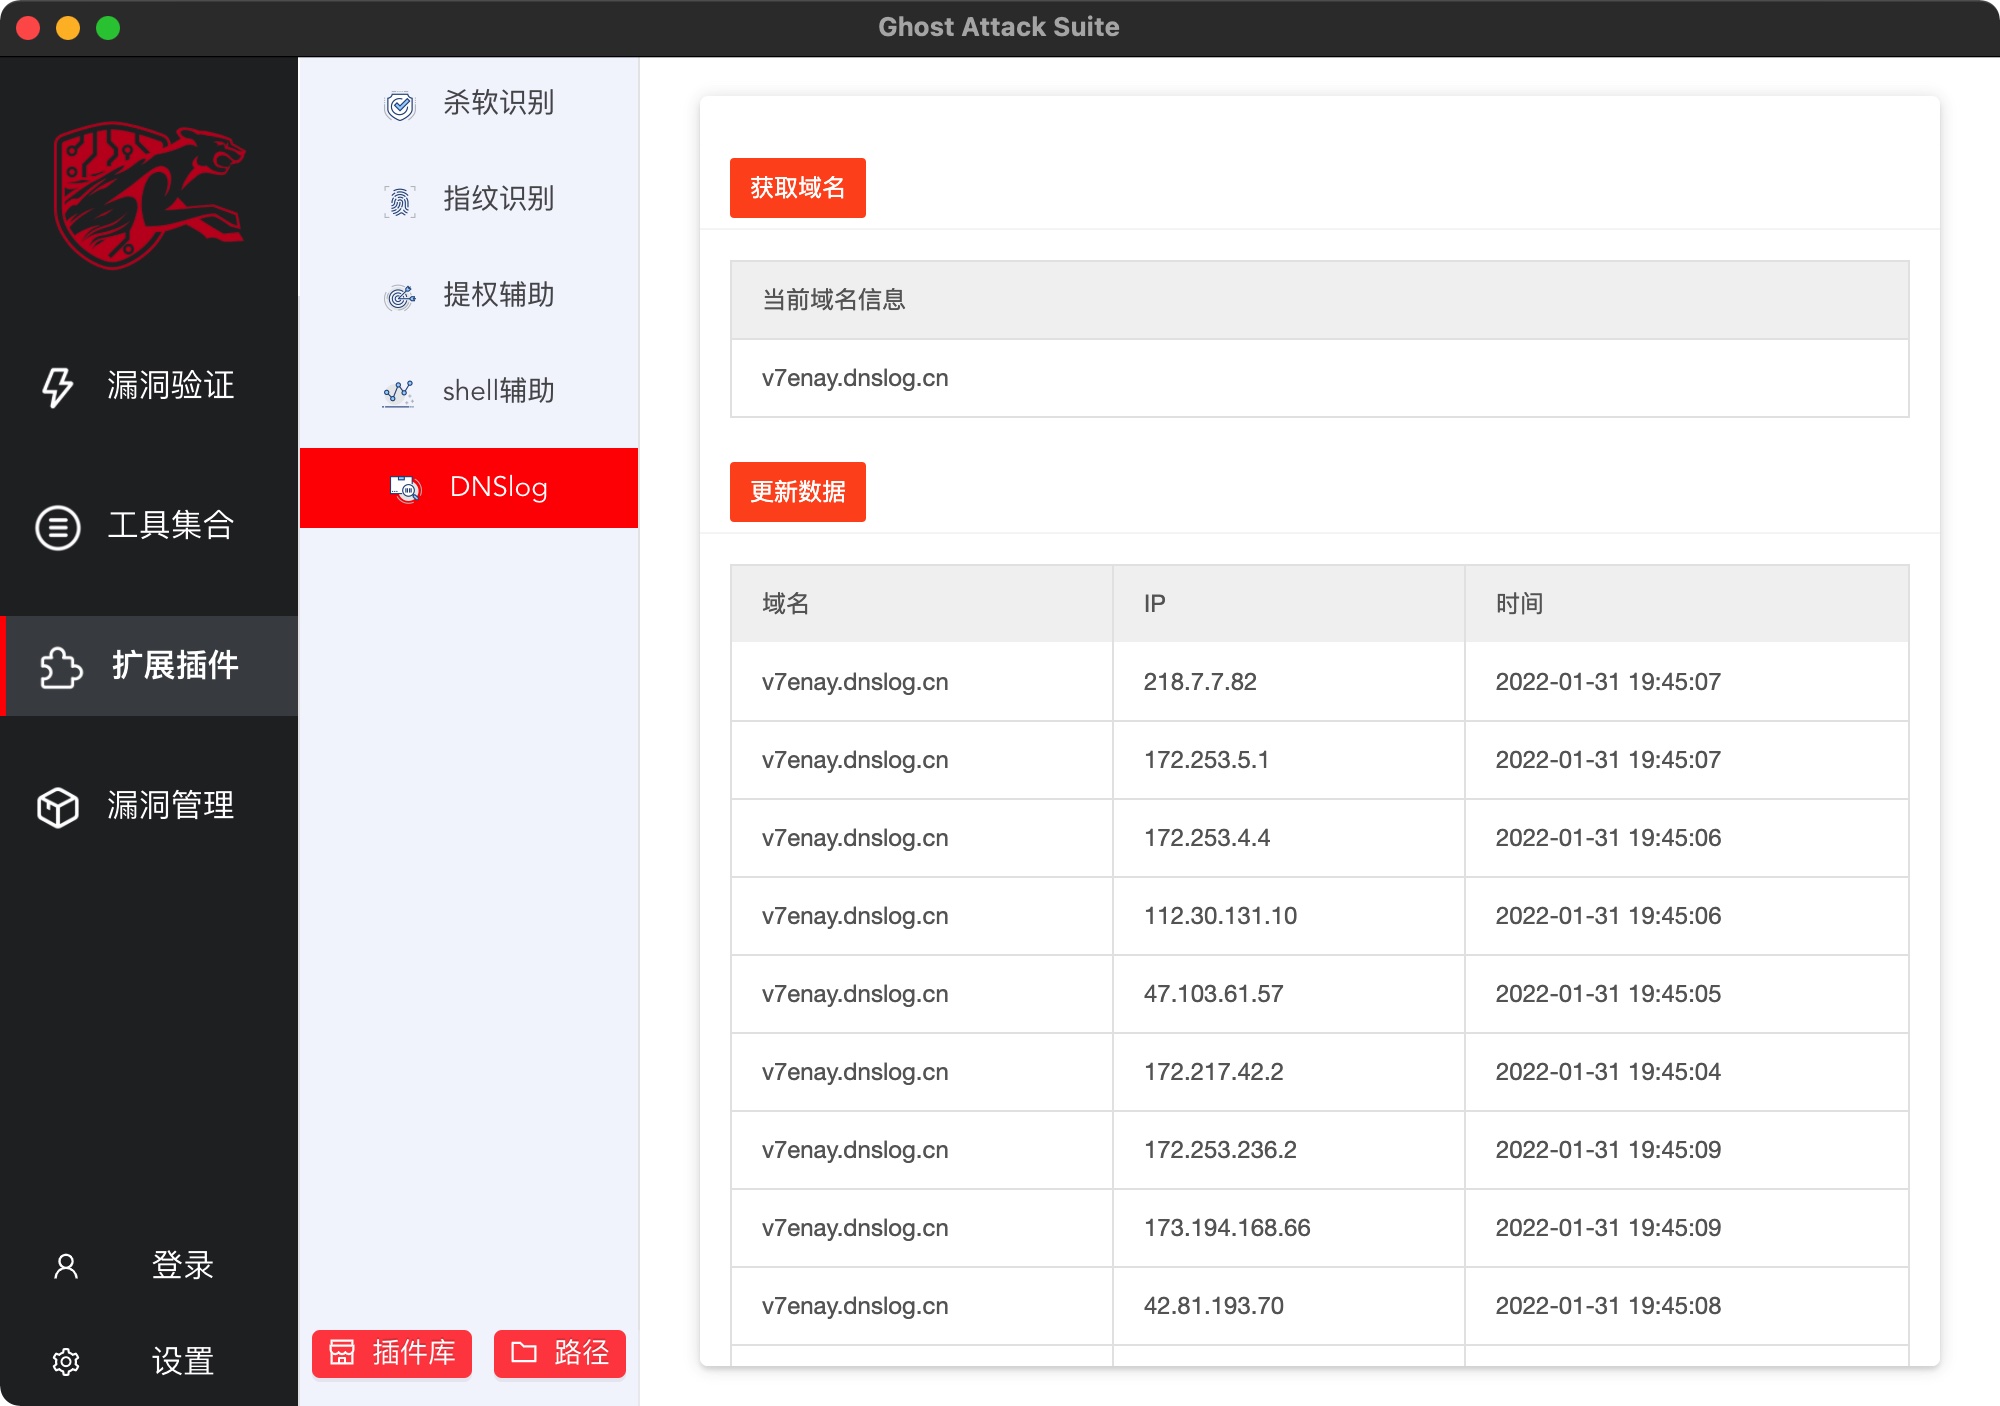 Ghost Attack Suite
漏洞验证
工具集合
扩展插件
漏洞管理
登录
设置
杀软识别
指纹识别
提权辅助
shell辅助
DNSlog
插件库
路径
获取域名
当前域名信息
v7enay.dnslog.cn
更新数据
域名 IP 时间
v7enay.dnslog.cn 218.7.7.82 2022-01-31 19:45:07
v7enay.dnslog.cn 172.253.5.1 2022-01-31 19:45:07
v7enay.dnslog.cn 172.253.4.4 2022-01-31 19:45:06
v7enay.dnslog.cn 112.30.131.10 2022-01-31 19:45:06
v7enay.dnslog.cn 47.103.61.57 2022-01-31 19:45:05
v7enay.dnslog.cn 172.217.42.2 2022-01-31 19:45:04
v7enay.dnslog.cn 172.253.236.2 2022-01-31 19:45:09
v7enay.dnslog.cn 173.194.168.66 2022-01-31 19:45:09
v7enay.dnslog.cn 42.81.193.70 2022-01-31 19:45:08